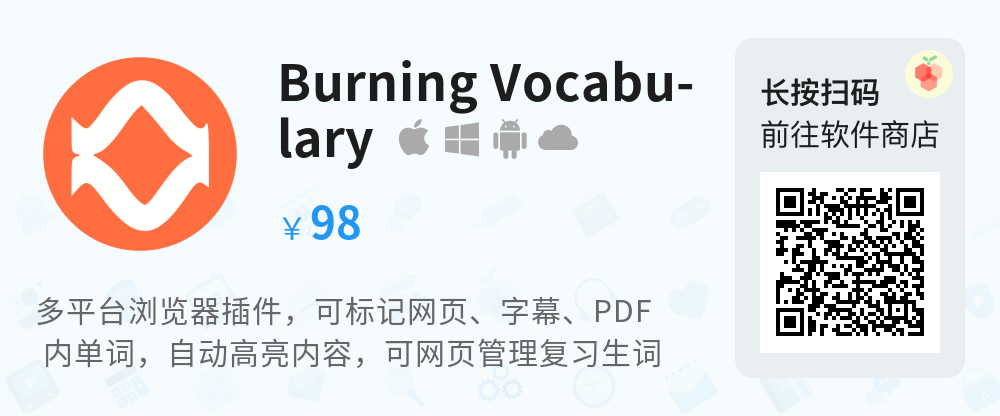 Burning Vocabu-
lary
¥ 98
多平台浏览器插件，可标记网页、字幕、PDF
内单词，自动高亮内容，可网页管理复习生词
长按扫码
前往软件商店